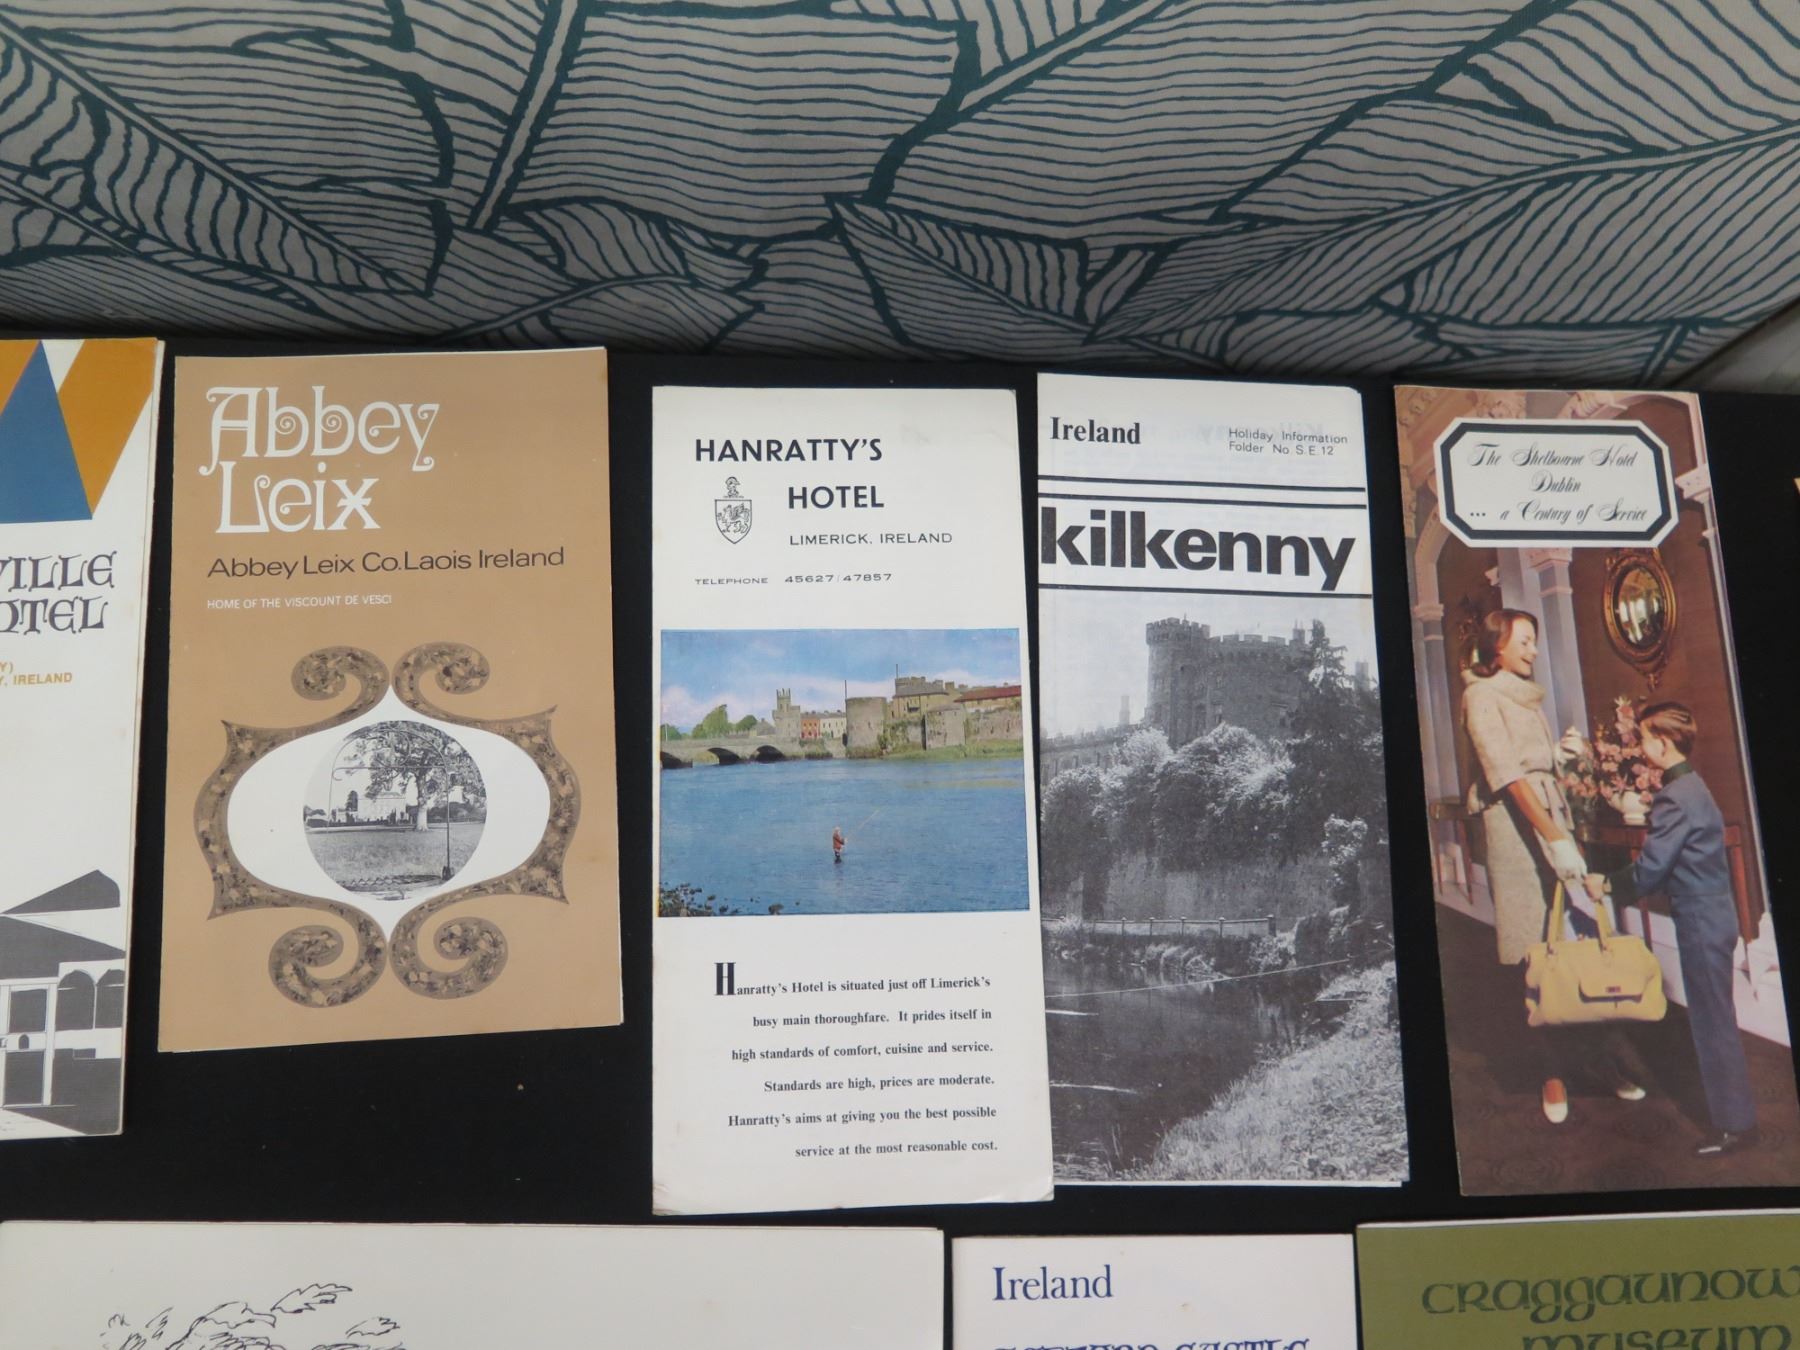 VILLE
OTEL
Y)
Y, IRELAND
Abbey
Leix
Abbey Leix Co.Laois Ireland
HOME OF THE VISCOUNT DE VESCI
HANRATTY'S
HOTEL
LIMERICK, IRELAND
TELEPHONE 45627/47857
Hanratty's Hotel is situated just off Limerick's
busy main thoroughfare. It prides itself in
high standards of comfort, cuisine and service.
Standards are high, prices are moderate.
Hanratty's aims at giving you the best possible
service at the most reasonable cost.
Ireland
Holiday Information
Folder No. S.E.12
kilkenny
The Shelbourne Hotel
Dublin
... a Century of Service
Ireland
CASTLE
CRaggaunow
museum